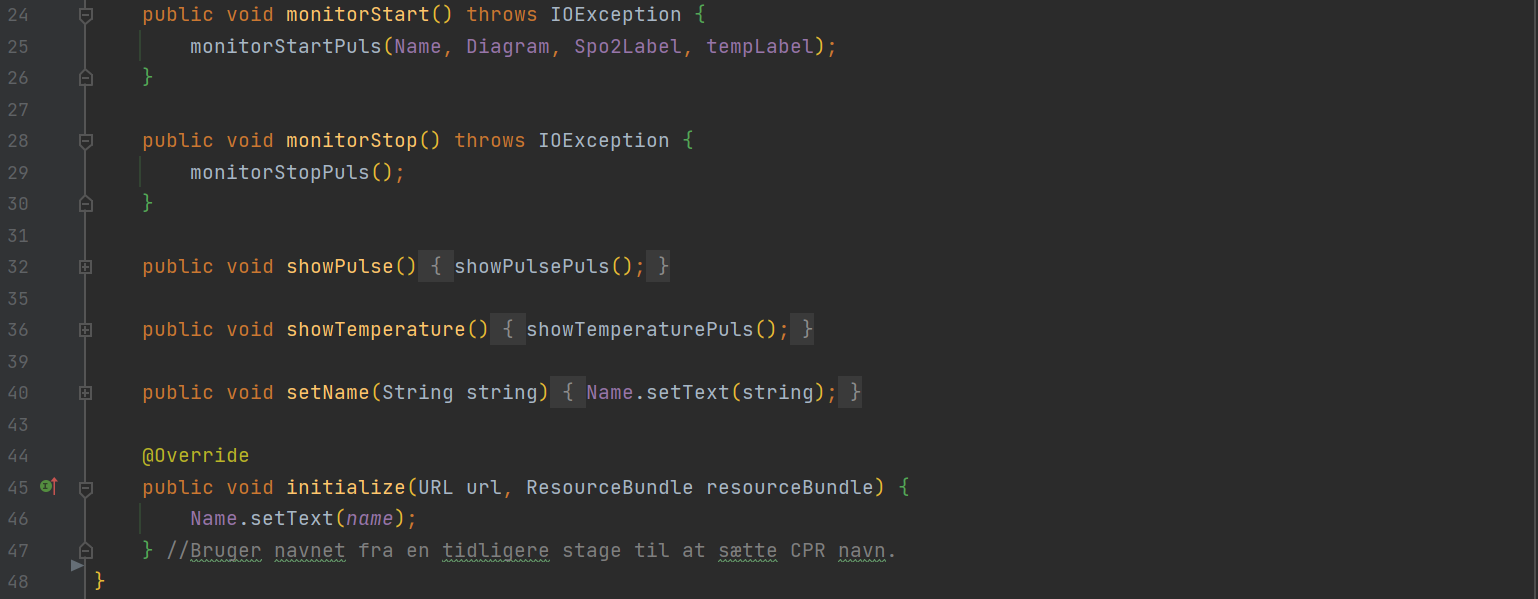 24 public void monitorStart() throws IOException {
25 monitorStartPuls(Name, Diagram, Spo2Label, tempLabel);
26 }
27
28 public void monitorStop() throws IOException {
29 monitorStopPuls();
30 }
31
32 public void showPulse() { showPulsePuls(); }
35
36 public void showTemperature() { showTemperaturePuls(); }
39
40 public void setName(String string) { Name.setText(string); }
43
44 @Override
45 public void initialize(URL url, ResourceBundle resourceBundle) {
46 Name.setText(name);
47 } //Bruger navnet fra en tidligere stage til at sætte CPR navn.
48 }